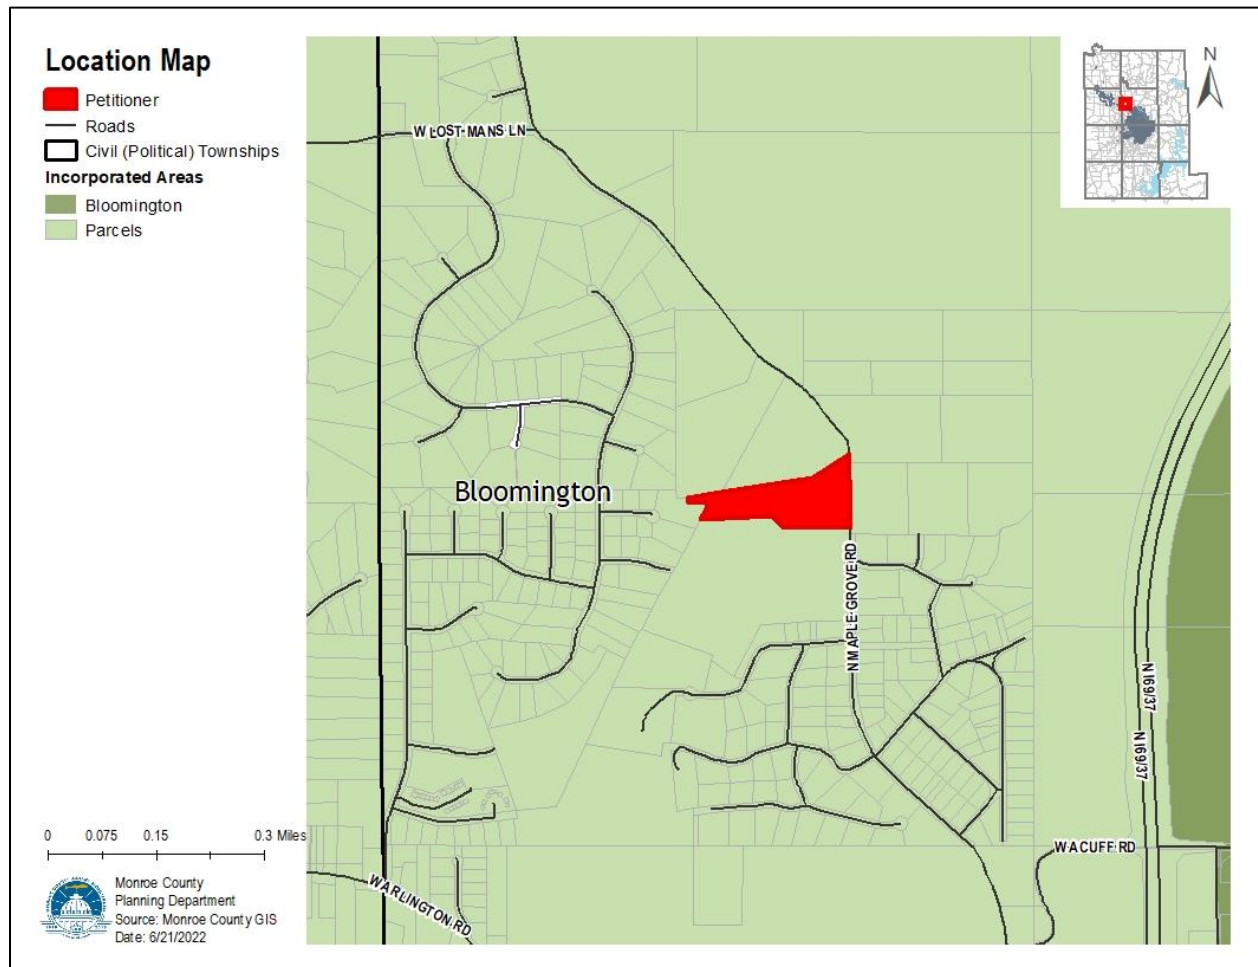 Location Map
Petitioner
Roads
Civil (Political) Townships
Incorporated Areas
Bloomington
Parcels
N
W LOST MANS LN
Bloomington
N MAPLE GROVE RD
N I69/37
N I69/37
W ACUFF RD
W ARLINGTON RD
0 0.075 0.15 0.3 Miles
Monroe County
Planning Department
Source: Monroe County GIS
Date: 6/21/2022